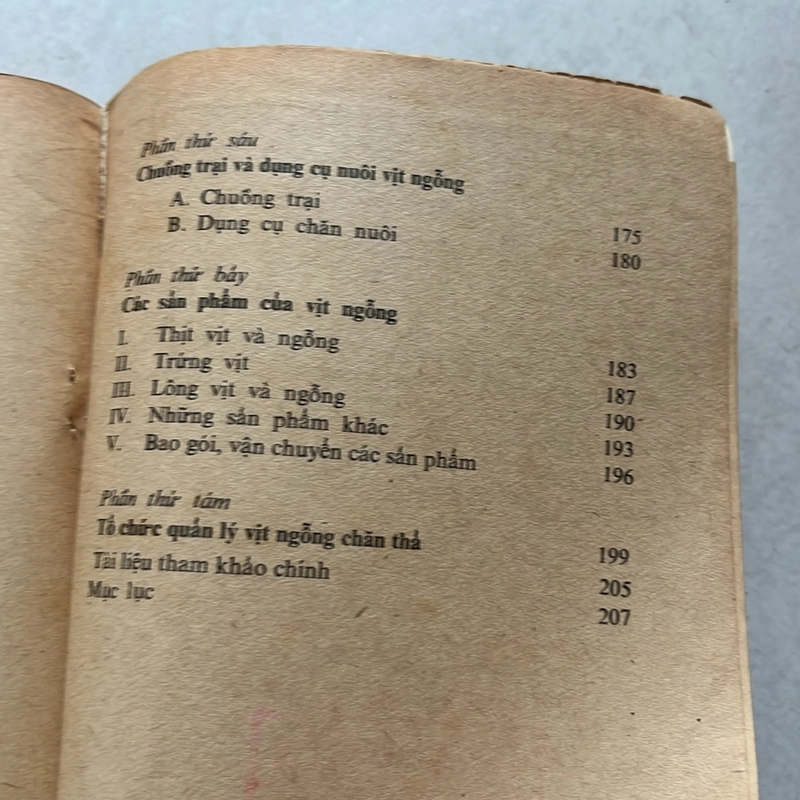 Phần thứ sáu
Chuồng trại và dụng cụ nuôi vịt ngỗng
A. Chuồng trại 175
B. Dụng cụ chăn nuôi 180
Phần thứ bảy
Các sản phẩm của vịt ngỗng
I. Thịt vịt và ngỗng 183
II. Trứng vịt 187
III. Lông vịt và ngỗng 190
IV. Những sản phẩm khác 193
V. Bao gói, vận chuyển các sản phẩm 196
Phần thứ tám
Tổ chức quản lý vịt ngỗng chăn thả 199
Tài liệu tham khảo chính 205
Mục lục 207